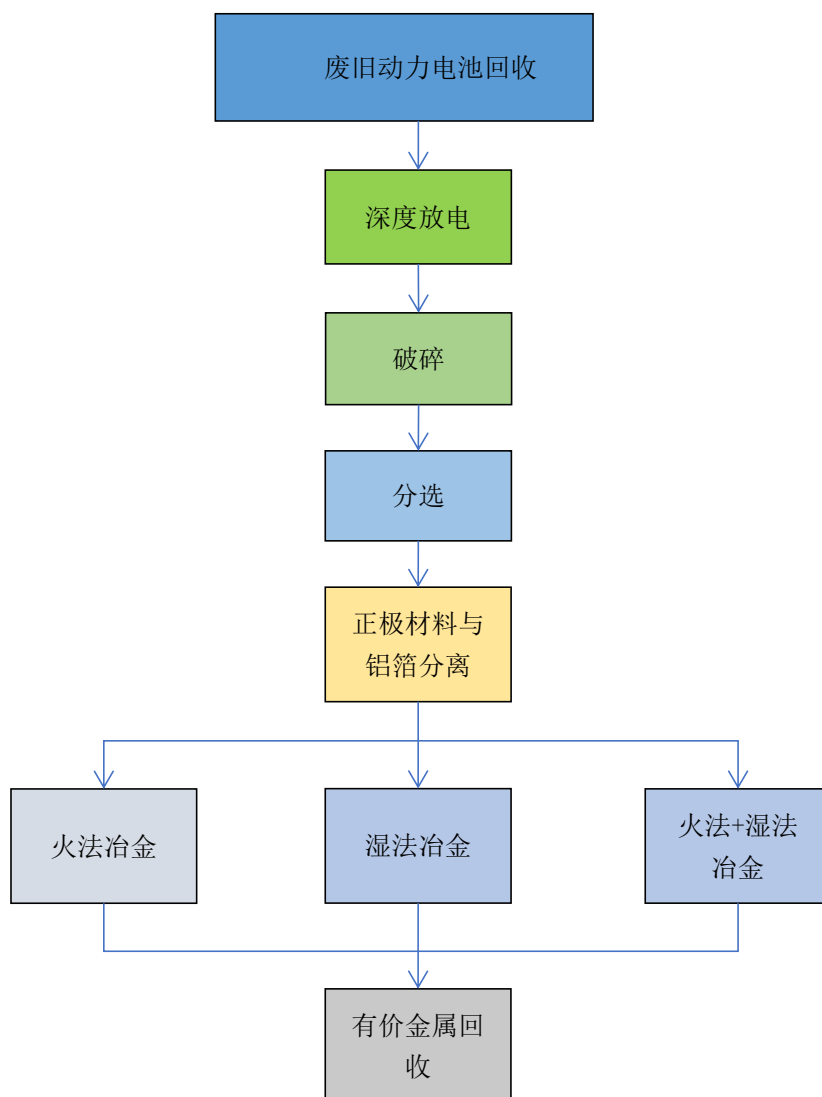 废旧动力电池回收
深度放电
破碎
分选
正极材料与
铝箔分离
火法冶金
湿法冶金
火法+湿法
冶金
有价金属回
收